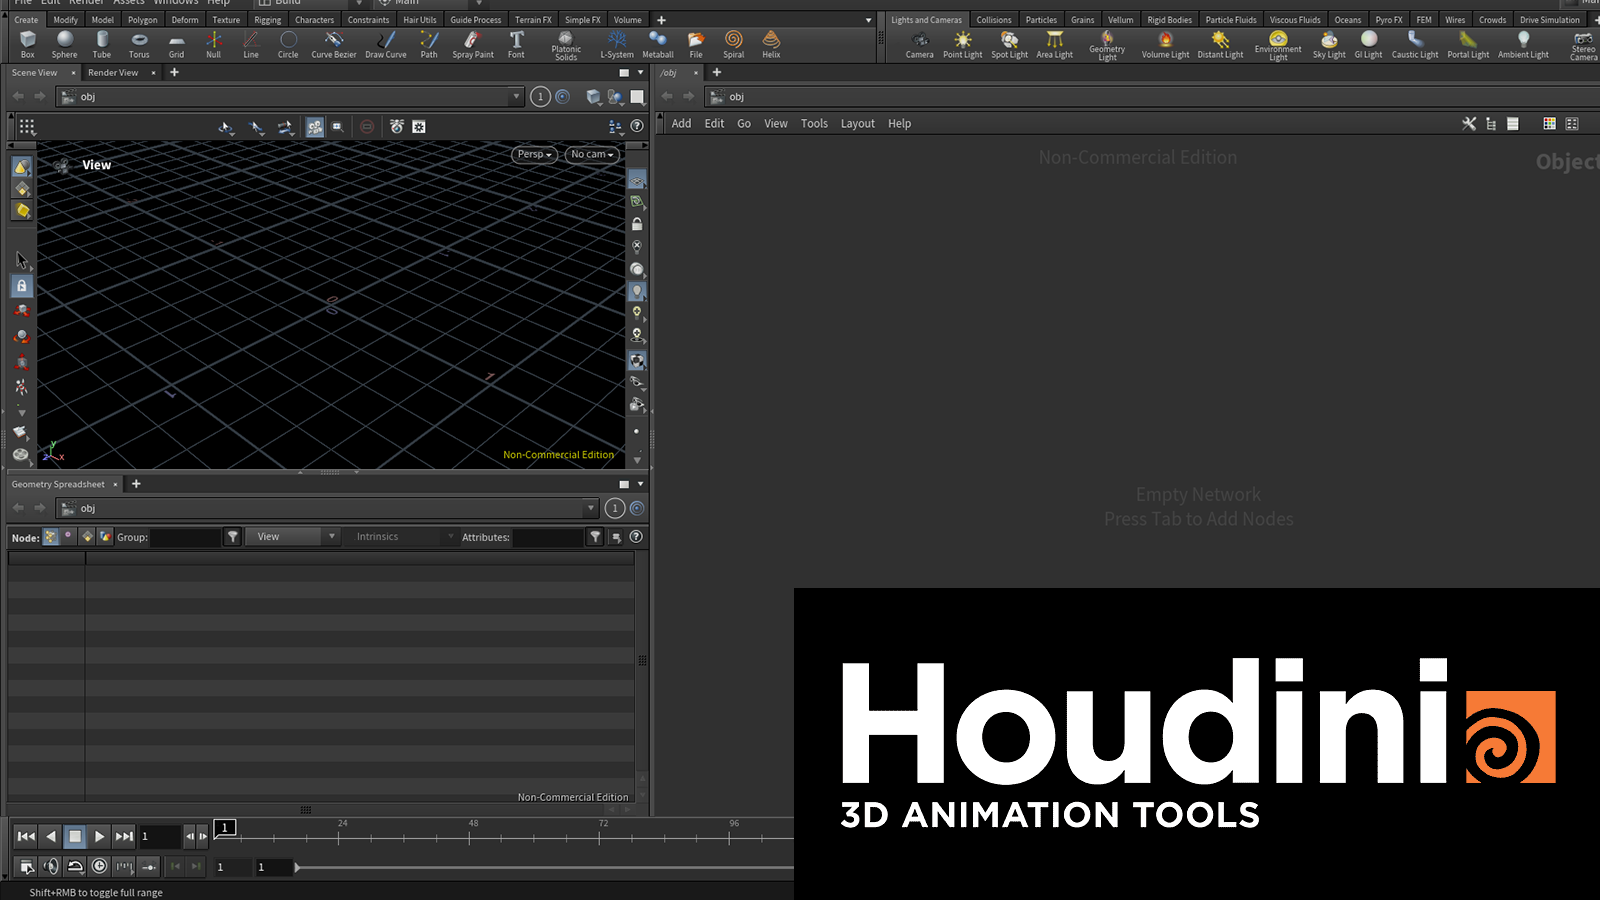 File Edit Render Assets Windows Help Build Main
Create Modify Model Polygon Deform Texture Rigging Characters Constraints Hair Utils Guide Process Terrain FX Simple FX Volume
Lights and Cameras Collisions Particles Grains Vellum Rigid Bodies Particle Fluids Viscous Fluids Oceans Pyro FX FEM Wires Crowds Drive Simulation
Box Sphere Tube Torus Grid Null Line Circle Curve Bezier Draw Curve Path Spray Paint Font Platonic Solids L-System Metaball File Spiral Helix
Camera Point Light Spot Light Area Light Geometry Light Volume Light Distant Light Environment Light Sky Light GI Light Caustic Light Portal Light Ambient Light Stereo Camera
Scene View Render View
/obj
obj 1
obj
Add Edit Go View Tools Layout Help
View Persp No cam
Non-Commercial Edition
Object
0
0
1
1
y
z x
Non-Commercial Edition
Geometry Spreadsheet
obj 1
Empty Network
Press Tab to Add Nodes
Node: Group: View Intrinsics Attributes:
Non-Commercial Edition
Houdini
3D ANIMATION TOOLS
1 1 24 48 72 96
1 1
Shift+RMB to toggle full range